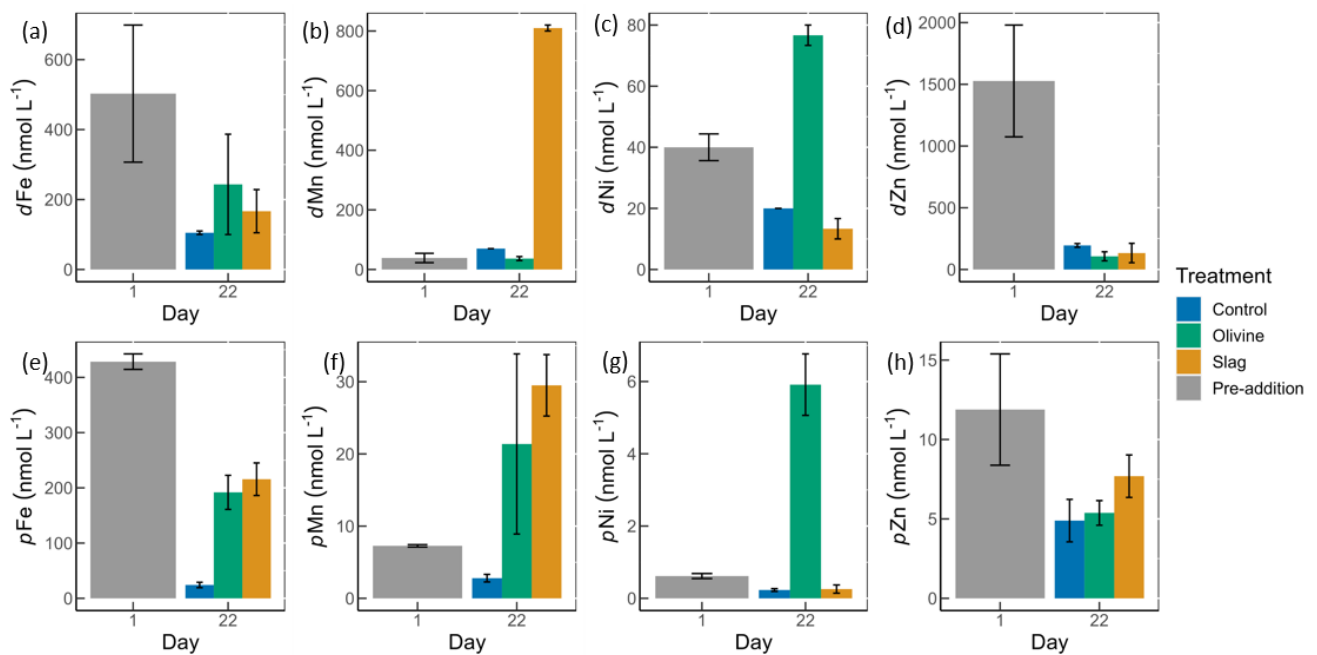 (a)
dFe (nmol L⁻¹)
600
400
200
0
1
22
Day
(b)
dMn (nmol L⁻¹)
800
600
400
200
0
1
22
Day
(c)
dNi (nmol L⁻¹)
80
60
40
20
0
1
22
Day
(d)
dZn (nmol L⁻¹)
2000
1500
1000
500
0
1
22
Day
Treatment
Control
Olivine
Slag
Pre-addition
(e)
pFe (nmol L⁻¹)
400
300
200
100
0
1
22
Day
(f)
pMn (nmol L⁻¹)
30
20
10
0
1
22
Day
(g)
pNi (nmol L⁻¹)
6
4
2
0
1
22
Day
(h)
pZn (nmol L⁻¹)
15
10
5
0
1
22
Day